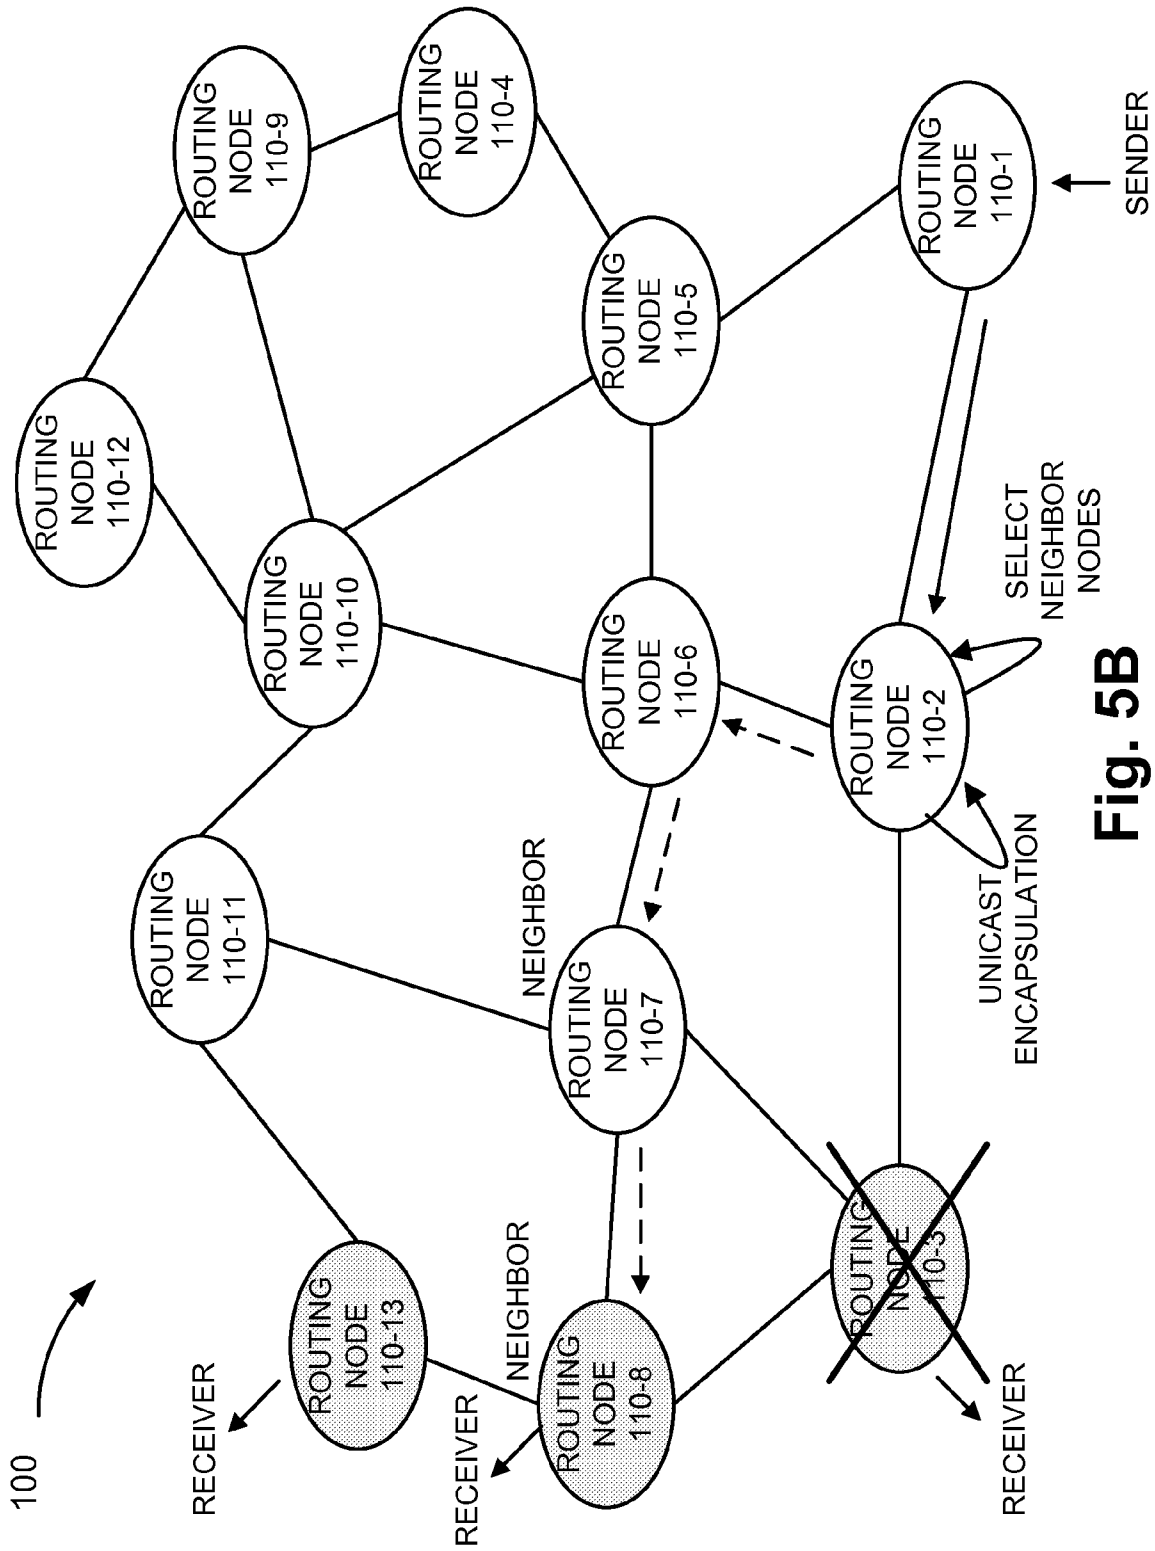 100
ROUTING
NODE
110-12
RECEIVER
ROUTING
NODE
110-11
ROUTING
NODE
110-9
ROUTING
NODE
110-10
ROUTING
NODE
110-13
RECEIVER
ROUTING
NODE
110-4
NEIGHBOR
NEIGHBOR
ROUTING
NODE
110-8
ROUTING
NODE
110-7
ROUTING
NODE
110-6
ROUTING
NODE
110-5
ROUTING
NODE
110-3
ROUTING
NODE
110-2
ROUTING
NODE
110-1
RECEIVER
UNICAST
ENCAPSULATION
SELECT
NEIGHBOR
NODES
SENDER
Fig. 5B